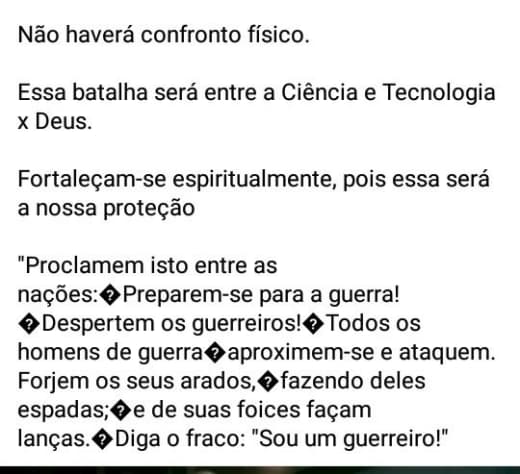 Não haverá confronto físico.
Essa batalha será entre a Ciência e Tecnologia
x Deus.
Fortaleçam-se espiritualmente, pois essa será
a nossa proteção
"Proclamem isto entre as
nações:�Preparem-se para a guerra!
�Despertem os guerreiros!�Todos os
homens de guerra�aproximem-se e ataquem.
Forjem os seus arados,�fazendo deles
espadas;�e de suas foices façam
lanças.�Diga o fraco: "Sou um guerreiro!"